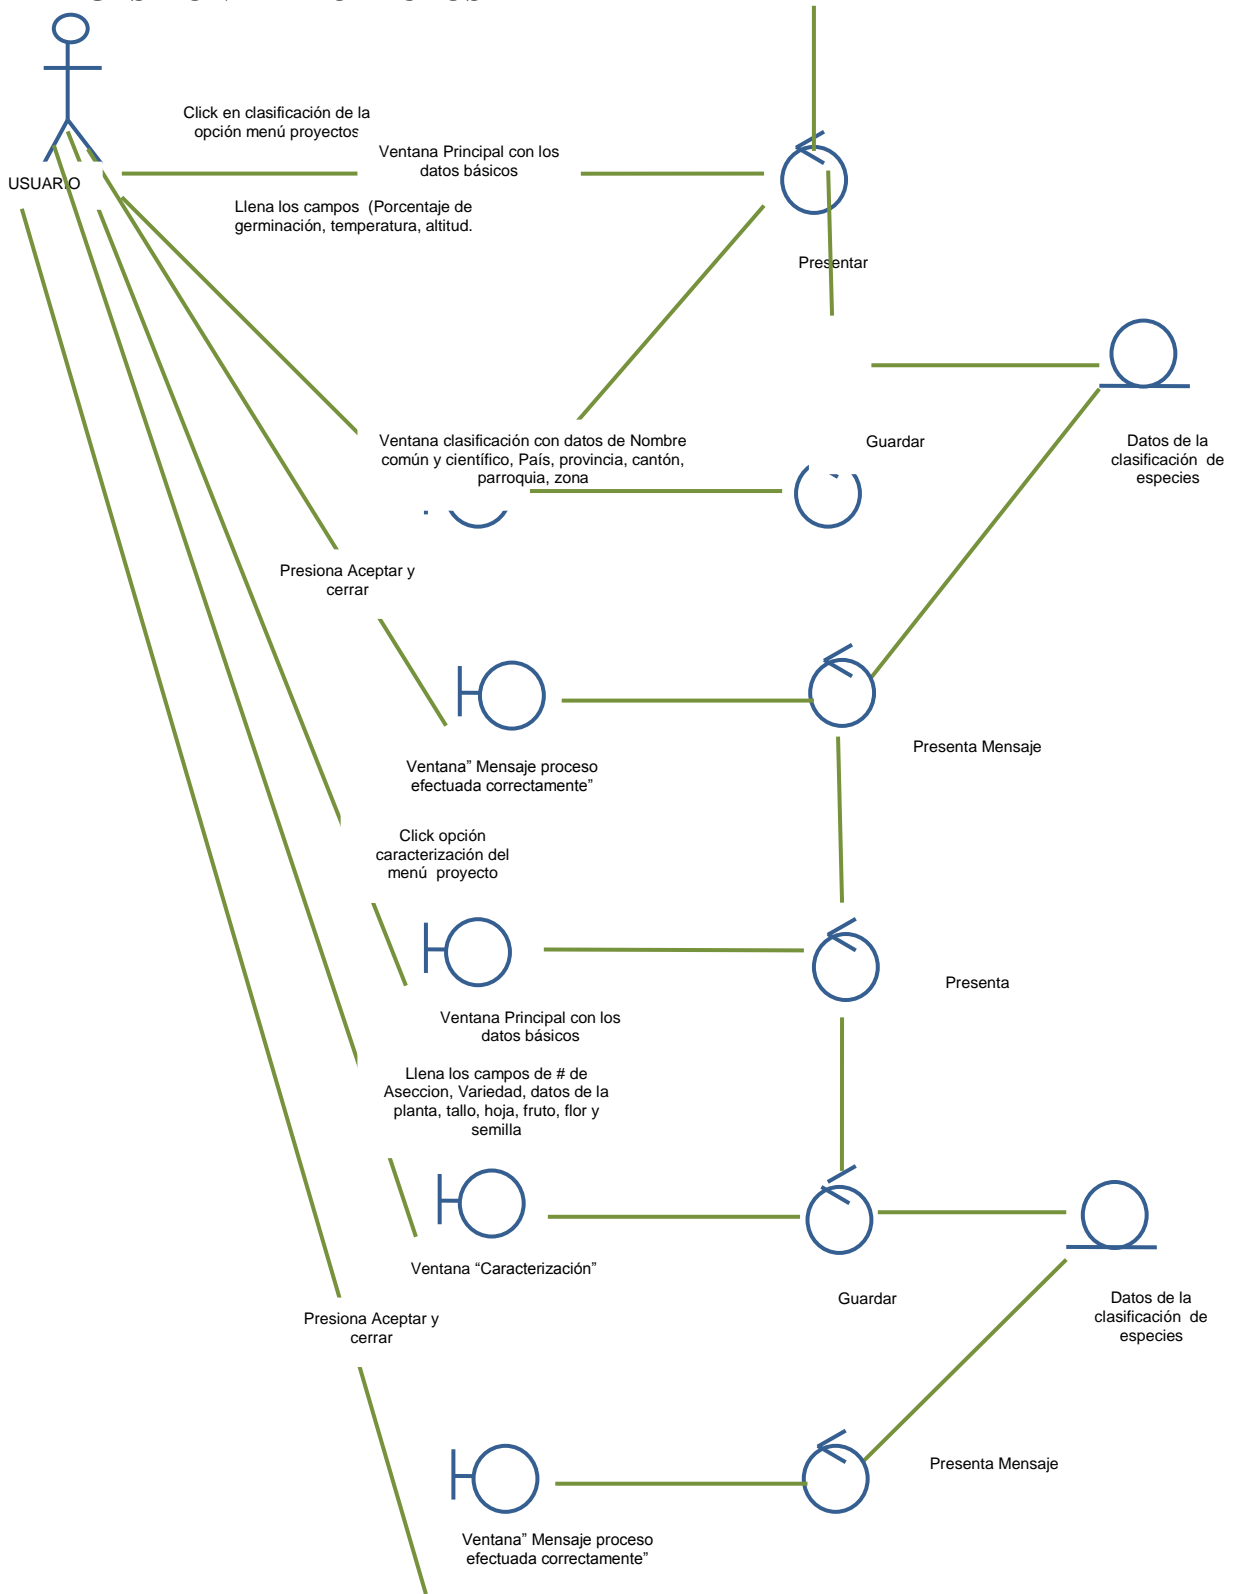 Click en clasificación de la
opción menú proyectos
Ventana Principal con los
datos básicos
USUARIO
Llena los campos  (Porcentaje de
germinación, temperatura, altitud.
Presentar
Ventana clasificación con datos de Nombre
común y científico, País, provincia, cantón,
parroquia, zona
Guardar
Datos de la
clasificación  de
especies
Presiona Aceptar y
cerrar
Presenta Mensaje
Ventana” Mensaje proceso
efectuada correctamente”
Click opción
caracterización del
menú  proyecto
Presenta
Ventana Principal con los
datos básicos
Llena los campos de # de
Aseccion, Variedad, datos de la
planta, tallo, hoja, fruto, flor y
semilla
Ventana “Caracterización”
Guardar
Datos de la
clasificación  de
especies
Presiona Aceptar y
cerrar
Presenta Mensaje
Ventana” Mensaje proceso
efectuada correctamente”